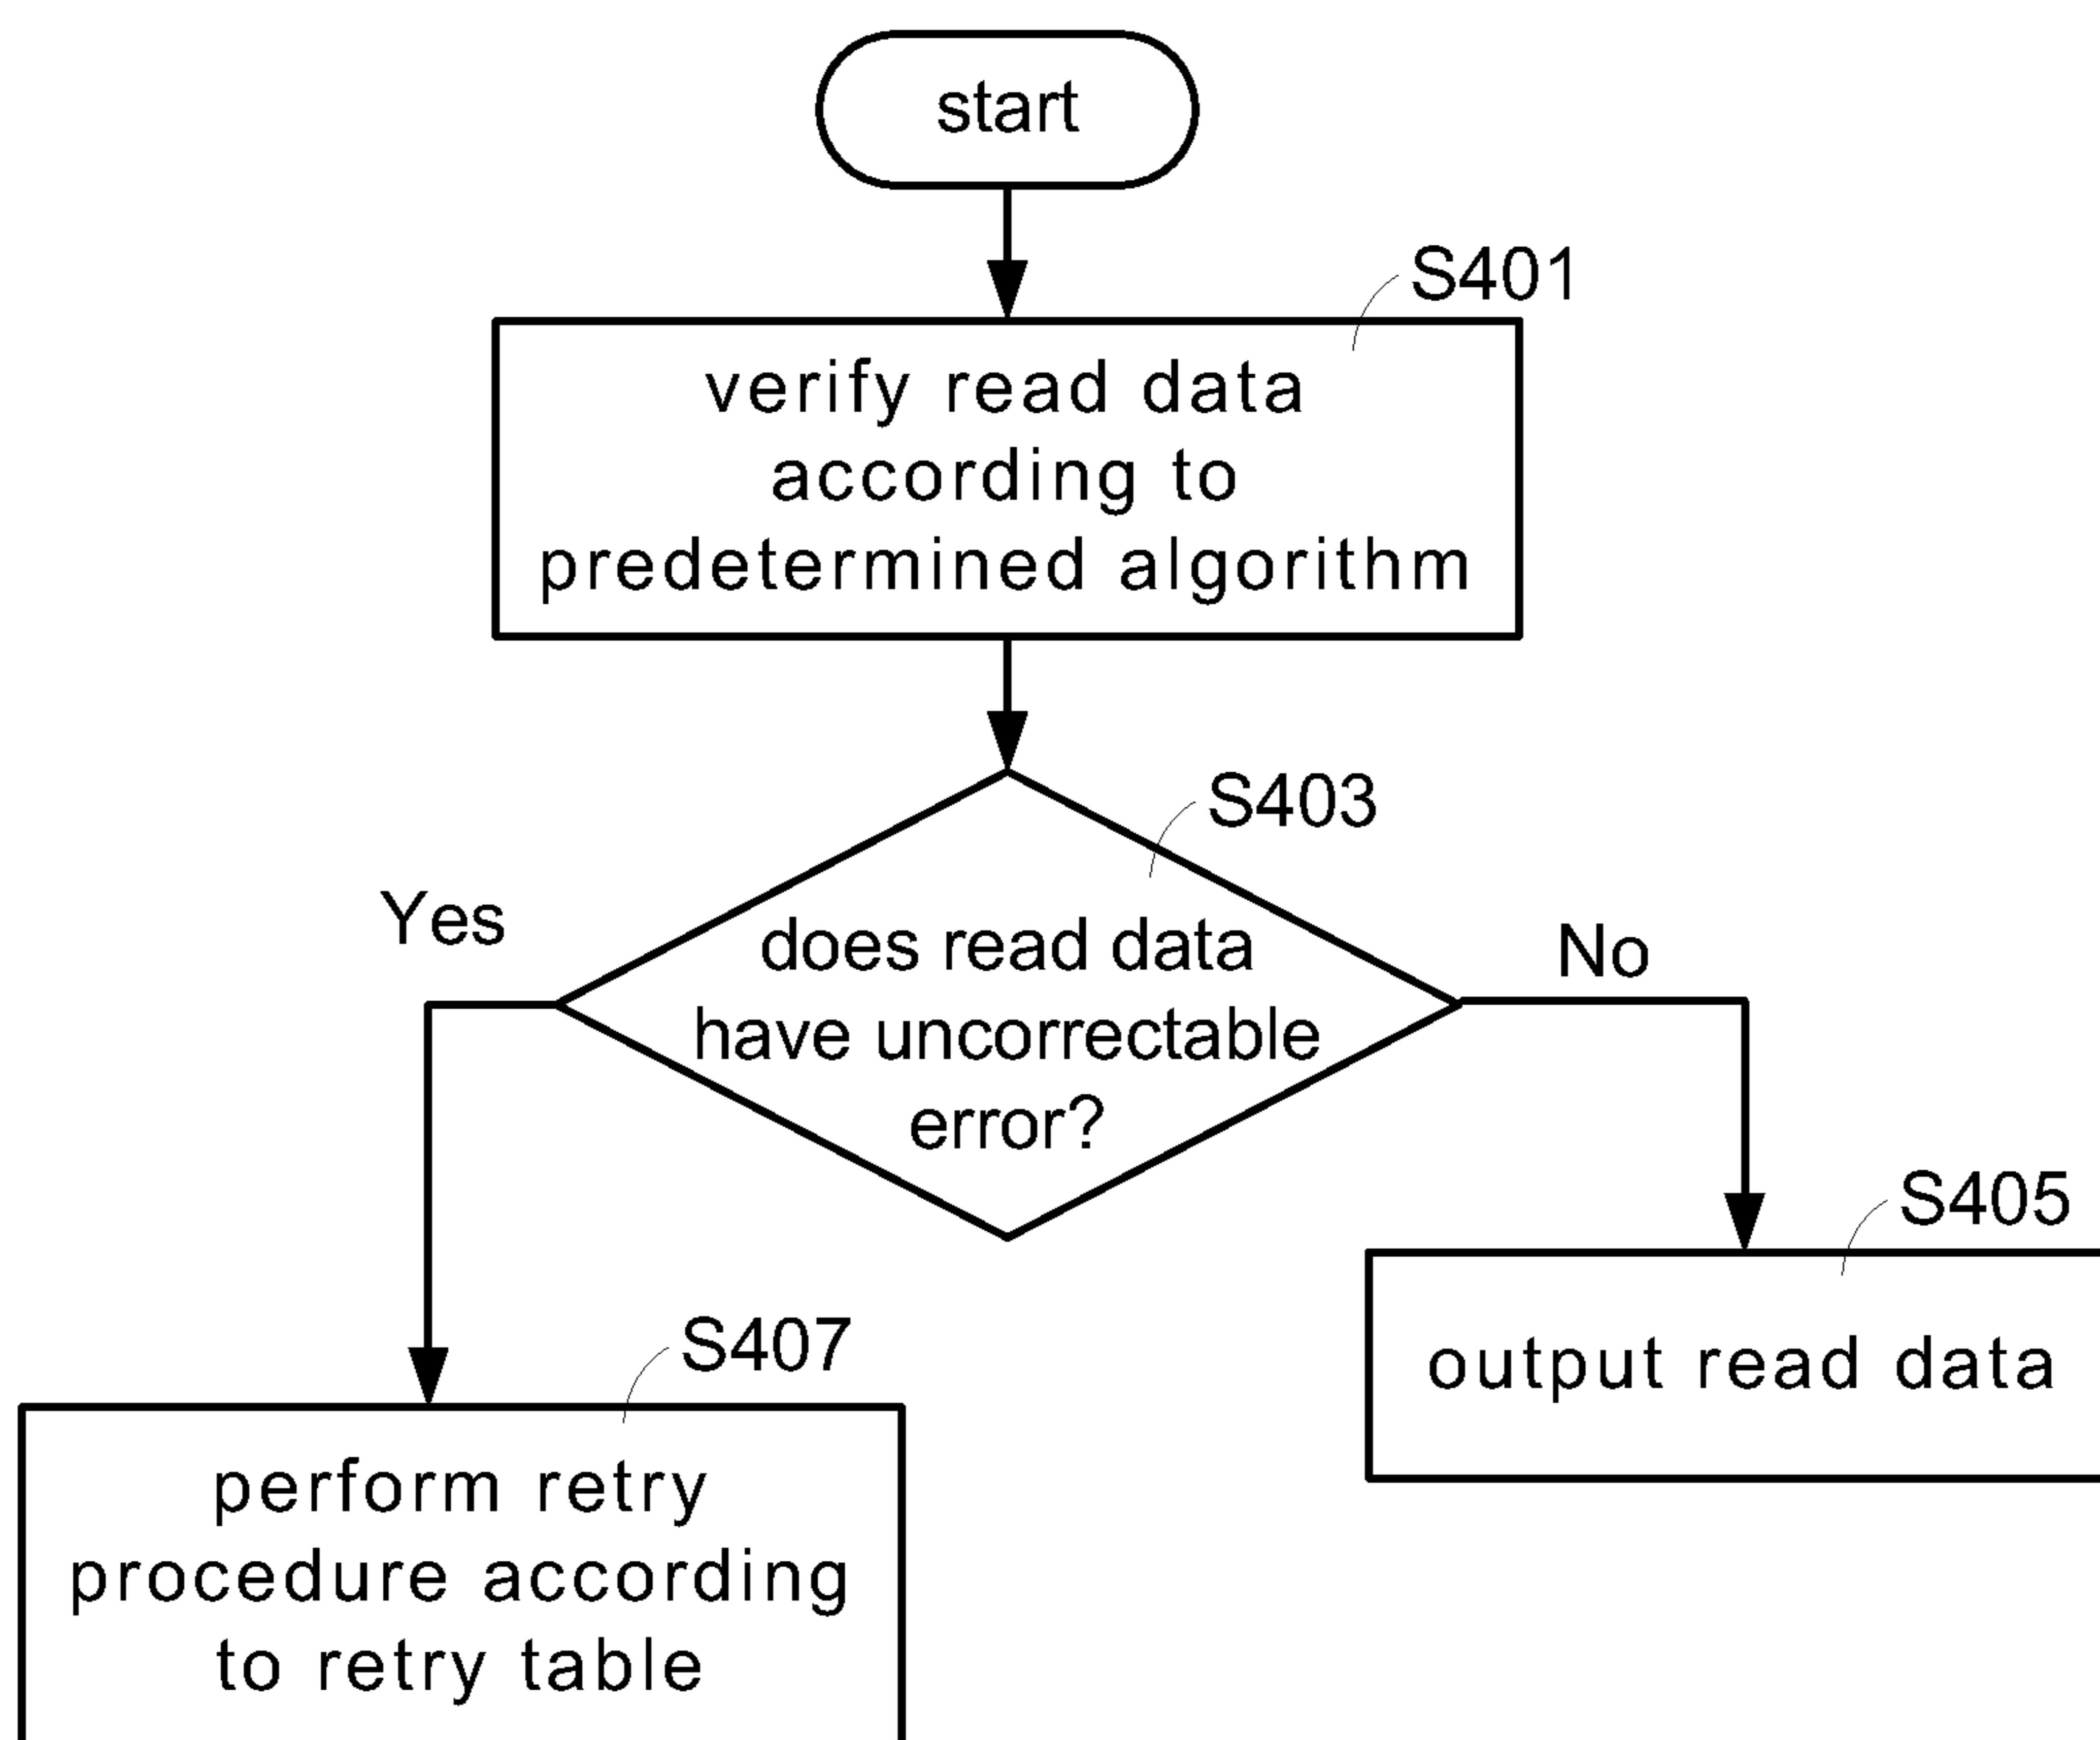 start
S401
verify read data
according to
predetermined algorithm
S403
Yes
does read data
have uncorrectable
error?
No
S405
output read data
S407
perform retry
procedure according
to retry table